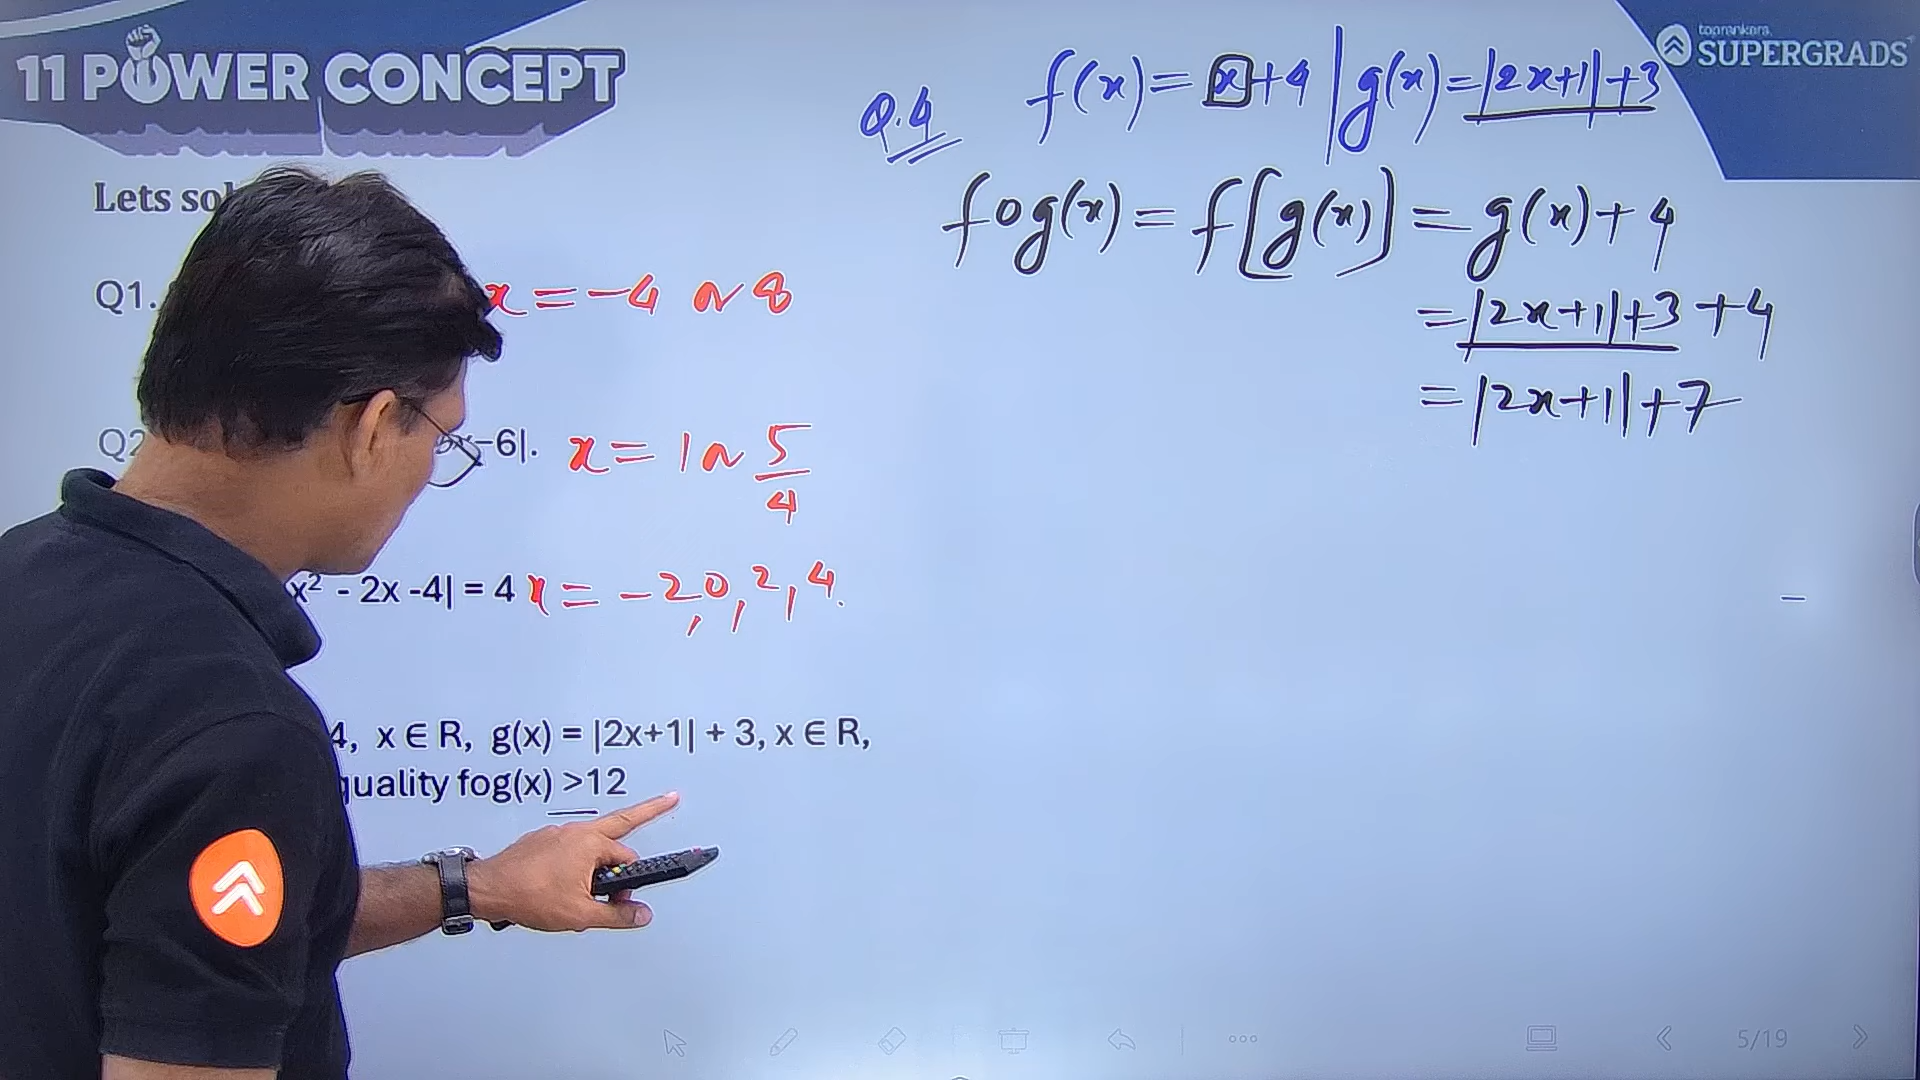 11 POWER CONCEPT
toprankers
SUPERGRADS
Q.4 f(x) = x+4 | g(x) = |2x+1|+3
fog(x) = f[g(x)] = g(x)+4
= |2x+1|+3 +4
= |2x+1|+7
Lets
Q1. x = -4 or 8
Q2 -6|. x = 1 or 5/4
x² - 2x -4| = 4 x = -2, 0, 2, 4.
4, x ∈ R, g(x) = |2x+1| + 3, x ∈ R,
fog(x) >12
5/19